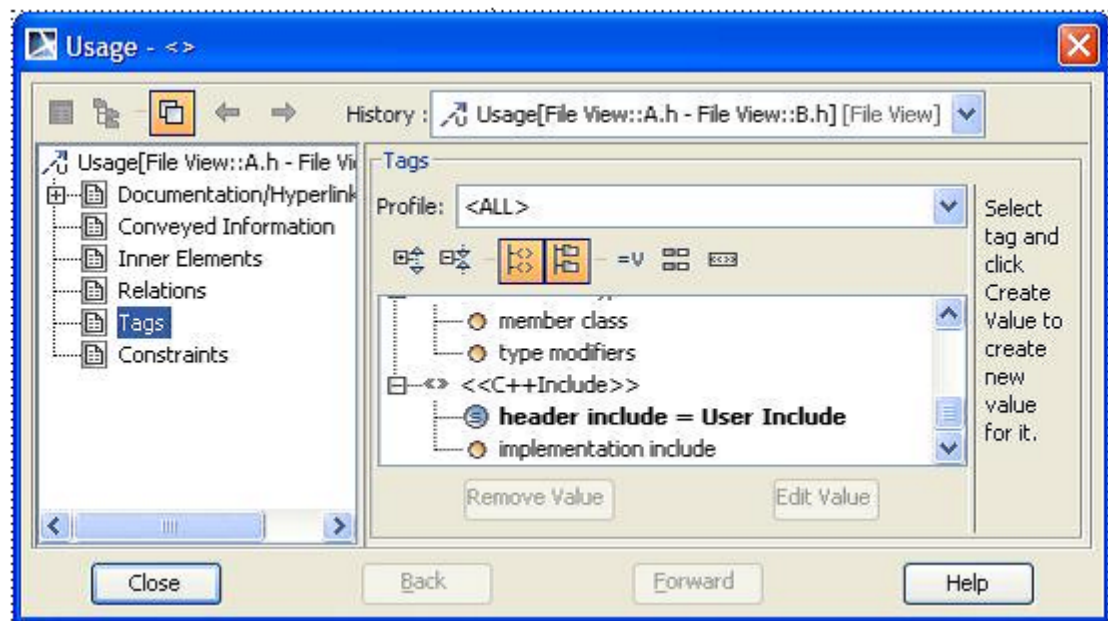 Usage - <>
History : Usage[File View::A.h - File View::B.h] [File View]
Usage[File View::A.h - File Vi
Documentation/Hyperlink
Conveyed Information
Inner Elements
Relations
Tags
Constraints
Tags
Profile: <ALL>
=V
member class
type modifiers
<<C++Include>>
header include = User Include
implementation include
Remove Value
Edit Value
Select
tag and
click
Create
Value to
create
new
value
for it.
Close
Back
Forward
Help